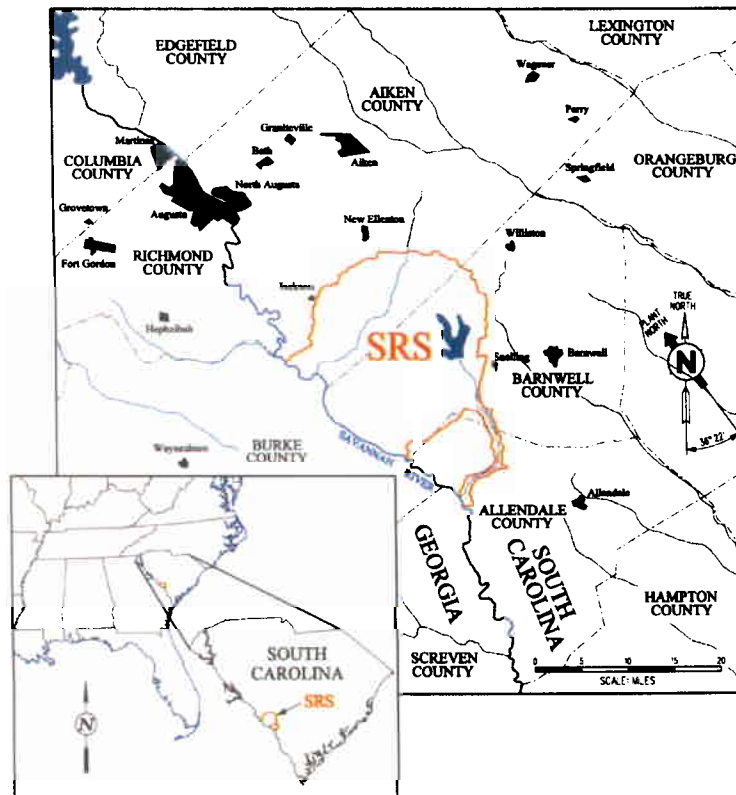 EDGEFIELD
COUNTY
LEXINGTON
COUNTY
Wagener
AIKEN
COUNTY
Perry
Graniteville
Martinez
Bath
Aiken
COLUMBIA
COUNTY
ORANGEBURG
COUNTY
Springfield
North Augusta
Grovetown
Augusta
New Ellenton
Williston
Fort Gordon
RICHMOND
COUNTY
Jackson
TRUE
NORTH
PLANT
NORTH
Hephzibah
SRS
N
Snelling
Barnwell
BARNWELL
COUNTY
36° 22'
BURKE
COUNTY
SAVANNAH RIVER
Waynesboro
Allendale
ALLENDALE
COUNTY
GEORGIA
SOUTH
CAROLINA
HAMPTON
COUNTY
SCREVEN
COUNTY
0 5 10 15 20
SCALE: MILES
SOUTH
CAROLINA
SRS
N